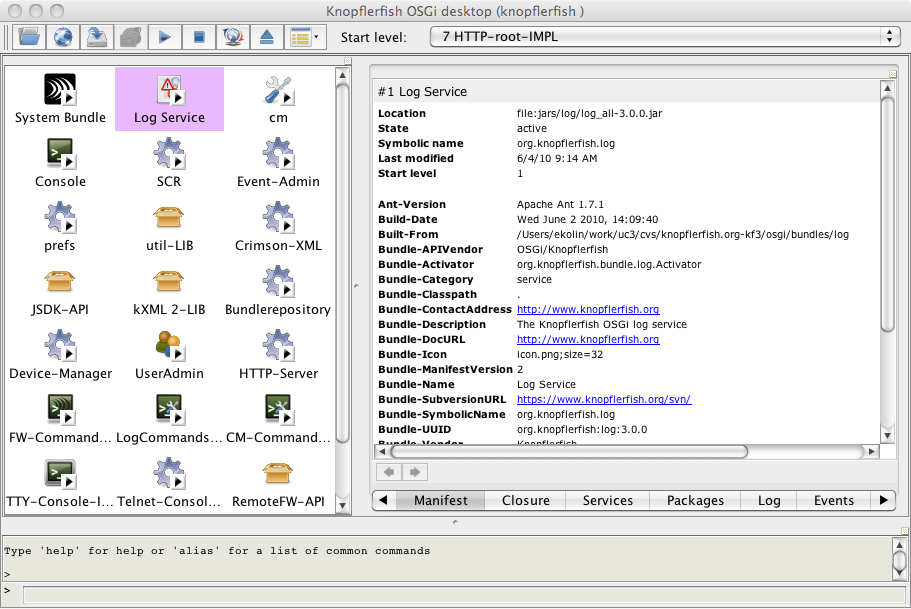 Knopflerfish OSGi desktop (knopflerfish )
Start level:
7 HTTP-root-IMPL
System Bundle
Log Service
cm
Console
SCR
Event-Admin
prefs
util-LIB
Crimson-XML
JSDK-API
kXML 2-LIB
Bundlerepository
Device-Manager
UserAdmin
HTTP-Server
FW-Command...
LogCommands...
CM-Command...
TTY-Console-I...
Telnet-Consol...
RemoteFW-API
#1 Log Service
Location file:jars/log/log_all-3.0.0.jar
State active
Symbolic name org.knopflerfish.log
Last modified 6/4/10 9:14 AM
Start level 1
Ant-Version Apache Ant 1.7.1
Build-Date Wed June 2 2010, 14:09:40
Built-From /Users/ekolin/work/uc3/cvs/knopflerfish.org-kf3/osgi/bundles/log
Bundle-APIVendor OSGi/Knopflerfish
Bundle-Activator org.knopflerfish.bundle.log.Activator
Bundle-Category service
Bundle-Classpath .
Bundle-ContactAddress http://www.knopflerfish.org
Bundle-Description The Knopflerfish OSGi log service
Bundle-DocURL http://www.knopflerfish.org
Bundle-Icon icon.png;size=32
Bundle-ManifestVersion 2
Bundle-Name Log Service
Bundle-SubversionURL https://www.knopflerfish.org/svn/
Bundle-SymbolicName org.knopflerfish.log
Bundle-UUID org.knopflerfish:log:3.0.0
Bundle-Vendor Knopflerfish
Manifest
Closure
Services
Packages
Log
Events
Type 'help' for help or 'alias' for a list of common commands
>
>